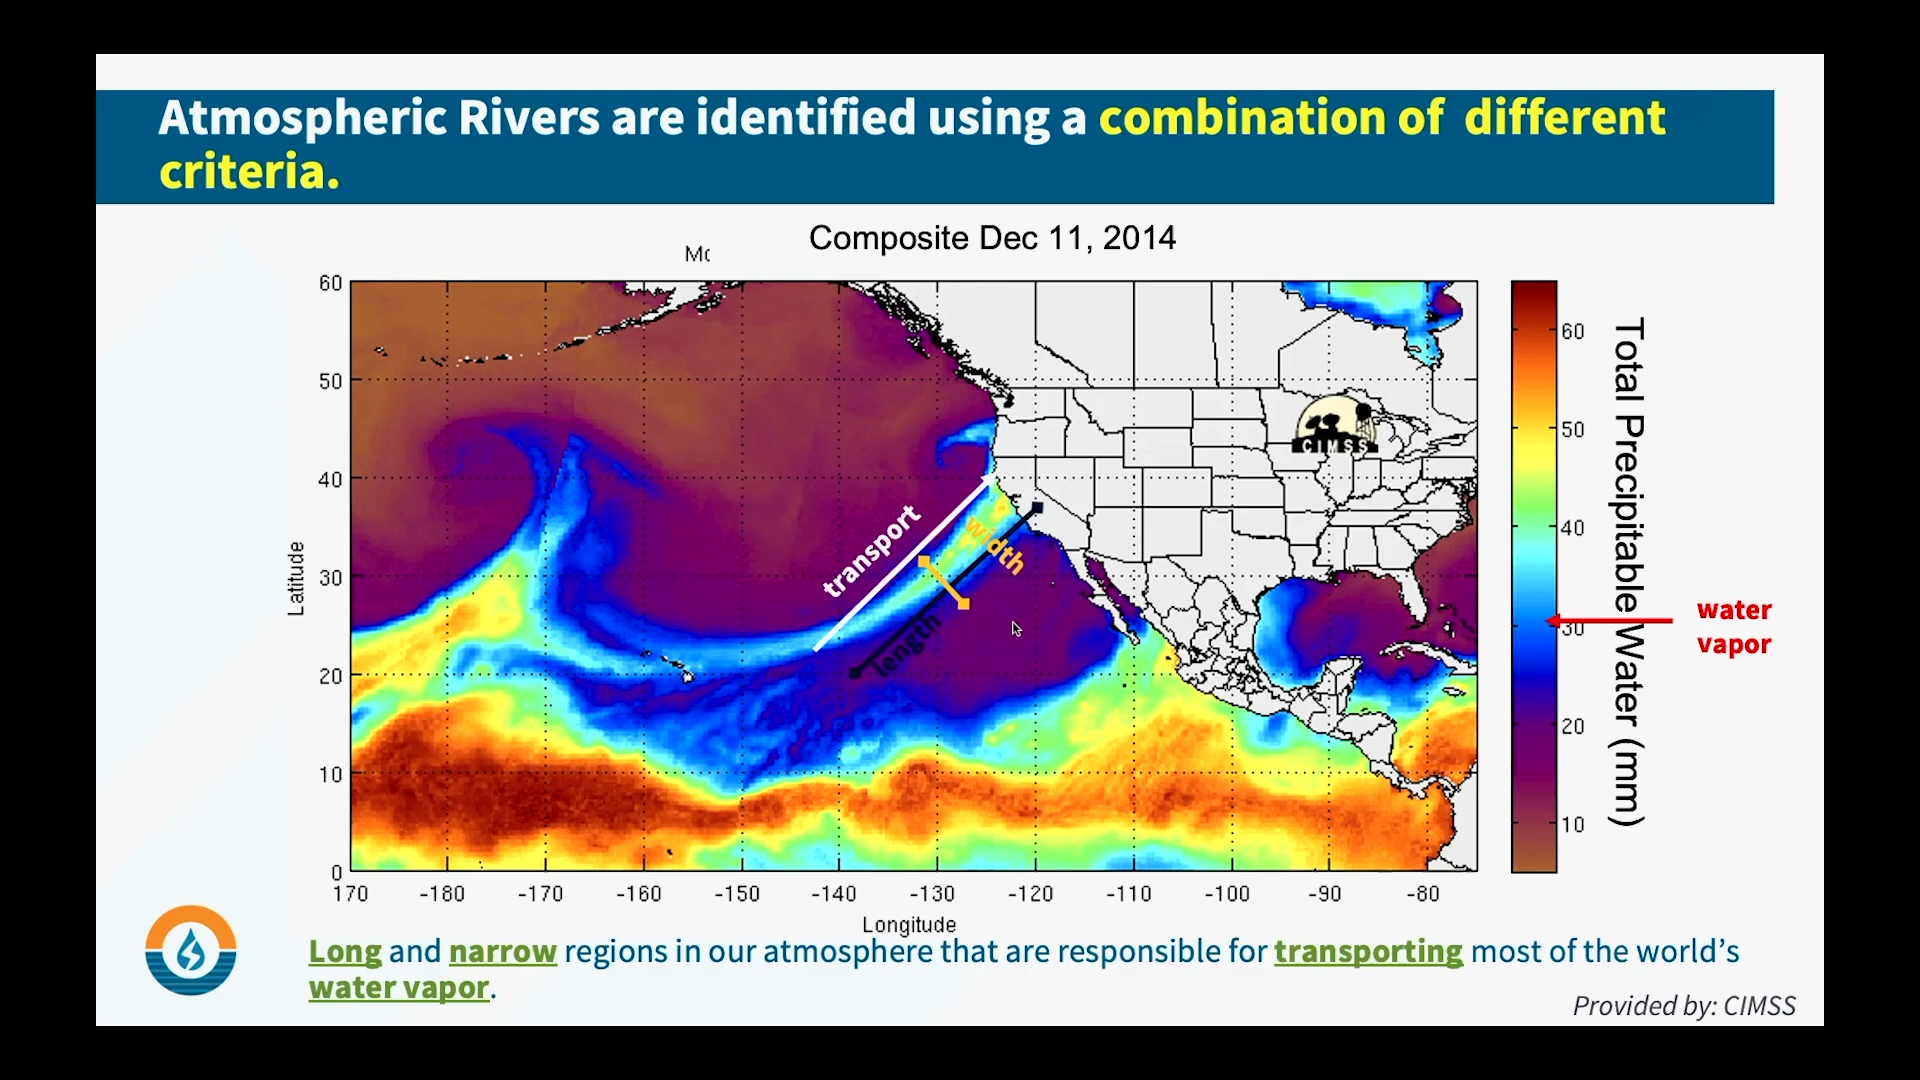 Atmospheric Rivers are identified using a combination of different
criteria.
Composite Dec 11, 2014
Mc
60
50
40
30
20
10
0
Latitude
170 -180 -170 -160 -150 -140 -130 -120 -110 -100 -90 -80
Longitude
transport
width
length
CIMSS
60
50
40
30
20
10
Total Precipitable Water (mm)
water
vapor
Long and narrow regions in our atmosphere that are responsible for transporting most of the world's
water vapor.
Provided by: CIMSS